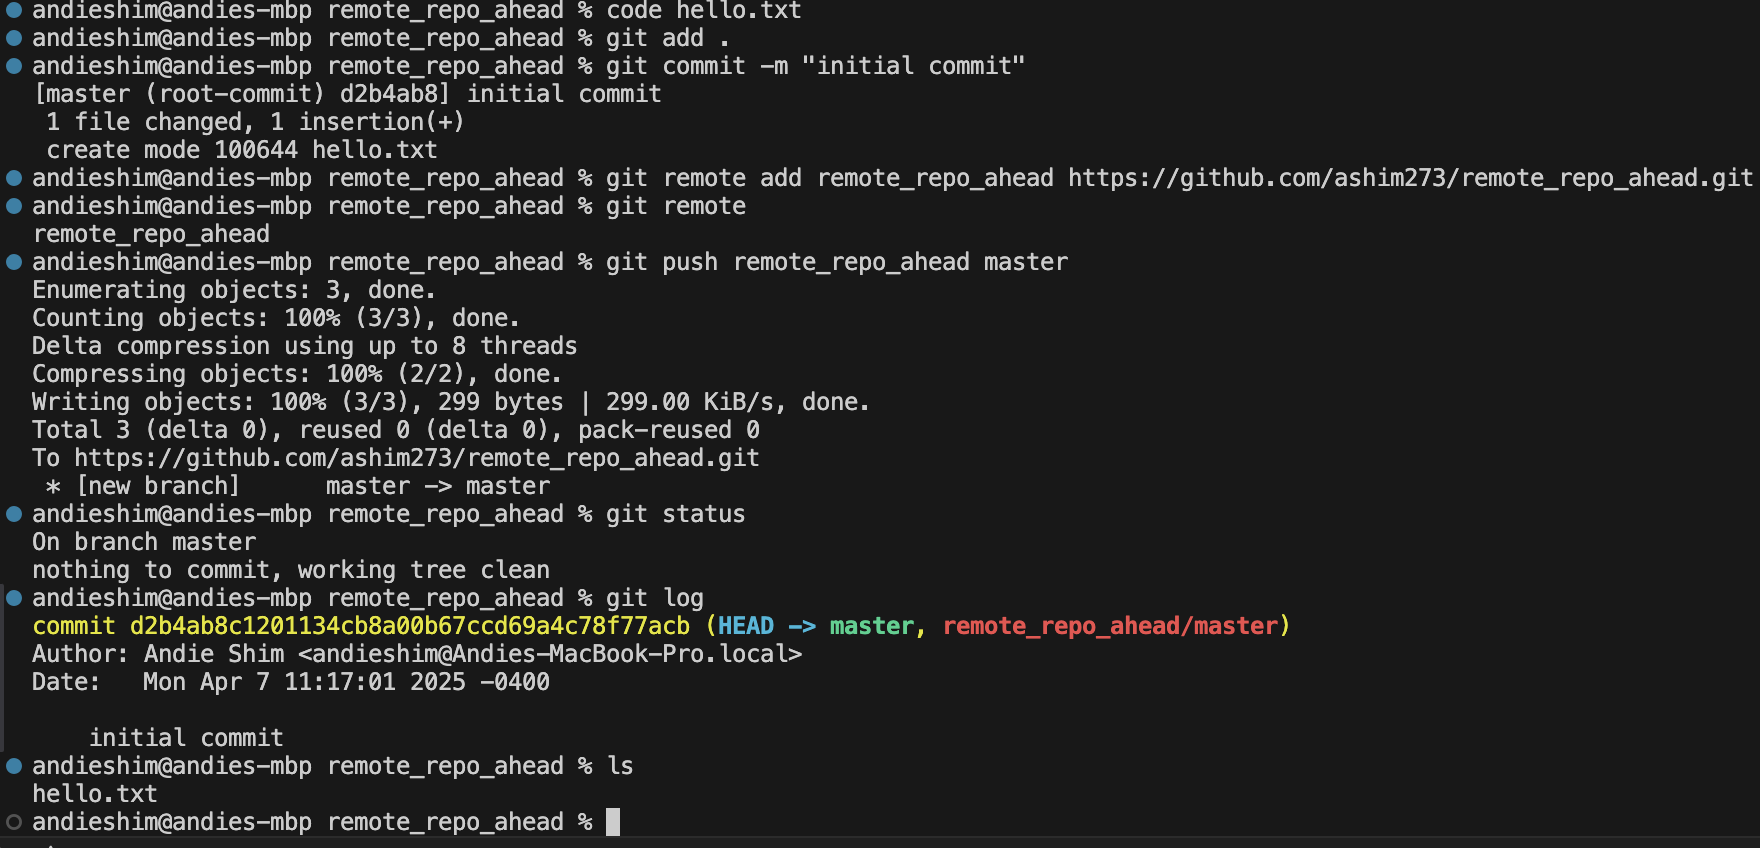 andieshim@andies-mbp remote_repo_ahead % code hello.txt
andieshim@andies-mbp remote_repo_ahead % git add .
andieshim@andies-mbp remote_repo_ahead % git commit -m "initial commit"
[master (root-commit) d2b4ab8] initial commit
 1 file changed, 1 insertion(+)
 create mode 100644 hello.txt
andieshim@andies-mbp remote_repo_ahead % git remote add remote_repo_ahead https://github.com/ashim273/remote_repo_ahead.git
andieshim@andies-mbp remote_repo_ahead % git remote
remote_repo_ahead
andieshim@andies-mbp remote_repo_ahead % git push remote_repo_ahead master
Enumerating objects: 3, done.
Counting objects: 100% (3/3), done.
Delta compression using up to 8 threads
Compressing objects: 100% (2/2), done.
Writing objects: 100% (3/3), 299 bytes | 299.00 KiB/s, done.
Total 3 (delta 0), reused 0 (delta 0), pack-reused 0
To https://github.com/ashim273/remote_repo_ahead.git
 * [new branch]      master -> master
andieshim@andies-mbp remote_repo_ahead % git status
On branch master
nothing to commit, working tree clean
andieshim@andies-mbp remote_repo_ahead % git log
commit d2b4ab8c1201134cb8a00b67ccd69a4c78f77acb (HEAD -> master, remote_repo_ahead/master)
Author: Andie Shim <andieshim@Andies-MacBook-Pro.local>
Date:   Mon Apr 7 11:17:01 2025 -0400

    initial commit
andieshim@andies-mbp remote_repo_ahead % ls
hello.txt
andieshim@andies-mbp remote_repo_ahead %